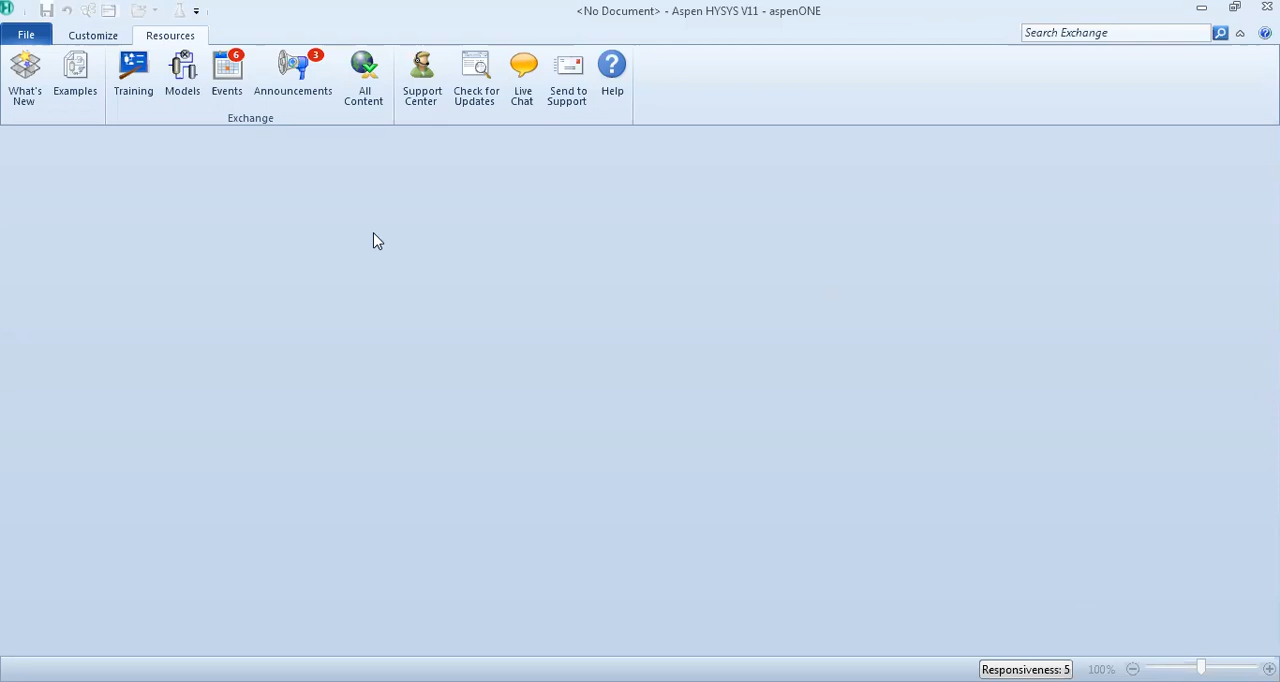 <No Document> - Aspen HYSYS V11 - aspenONE
File Customize Resources Search Exchange
What's New
Examples
Training
Models
6
Events
3
Announcements
All Content
Support Center
Check for Updates
Live Chat
Send to Support
Help
Exchange
Responsiveness: 5 100%